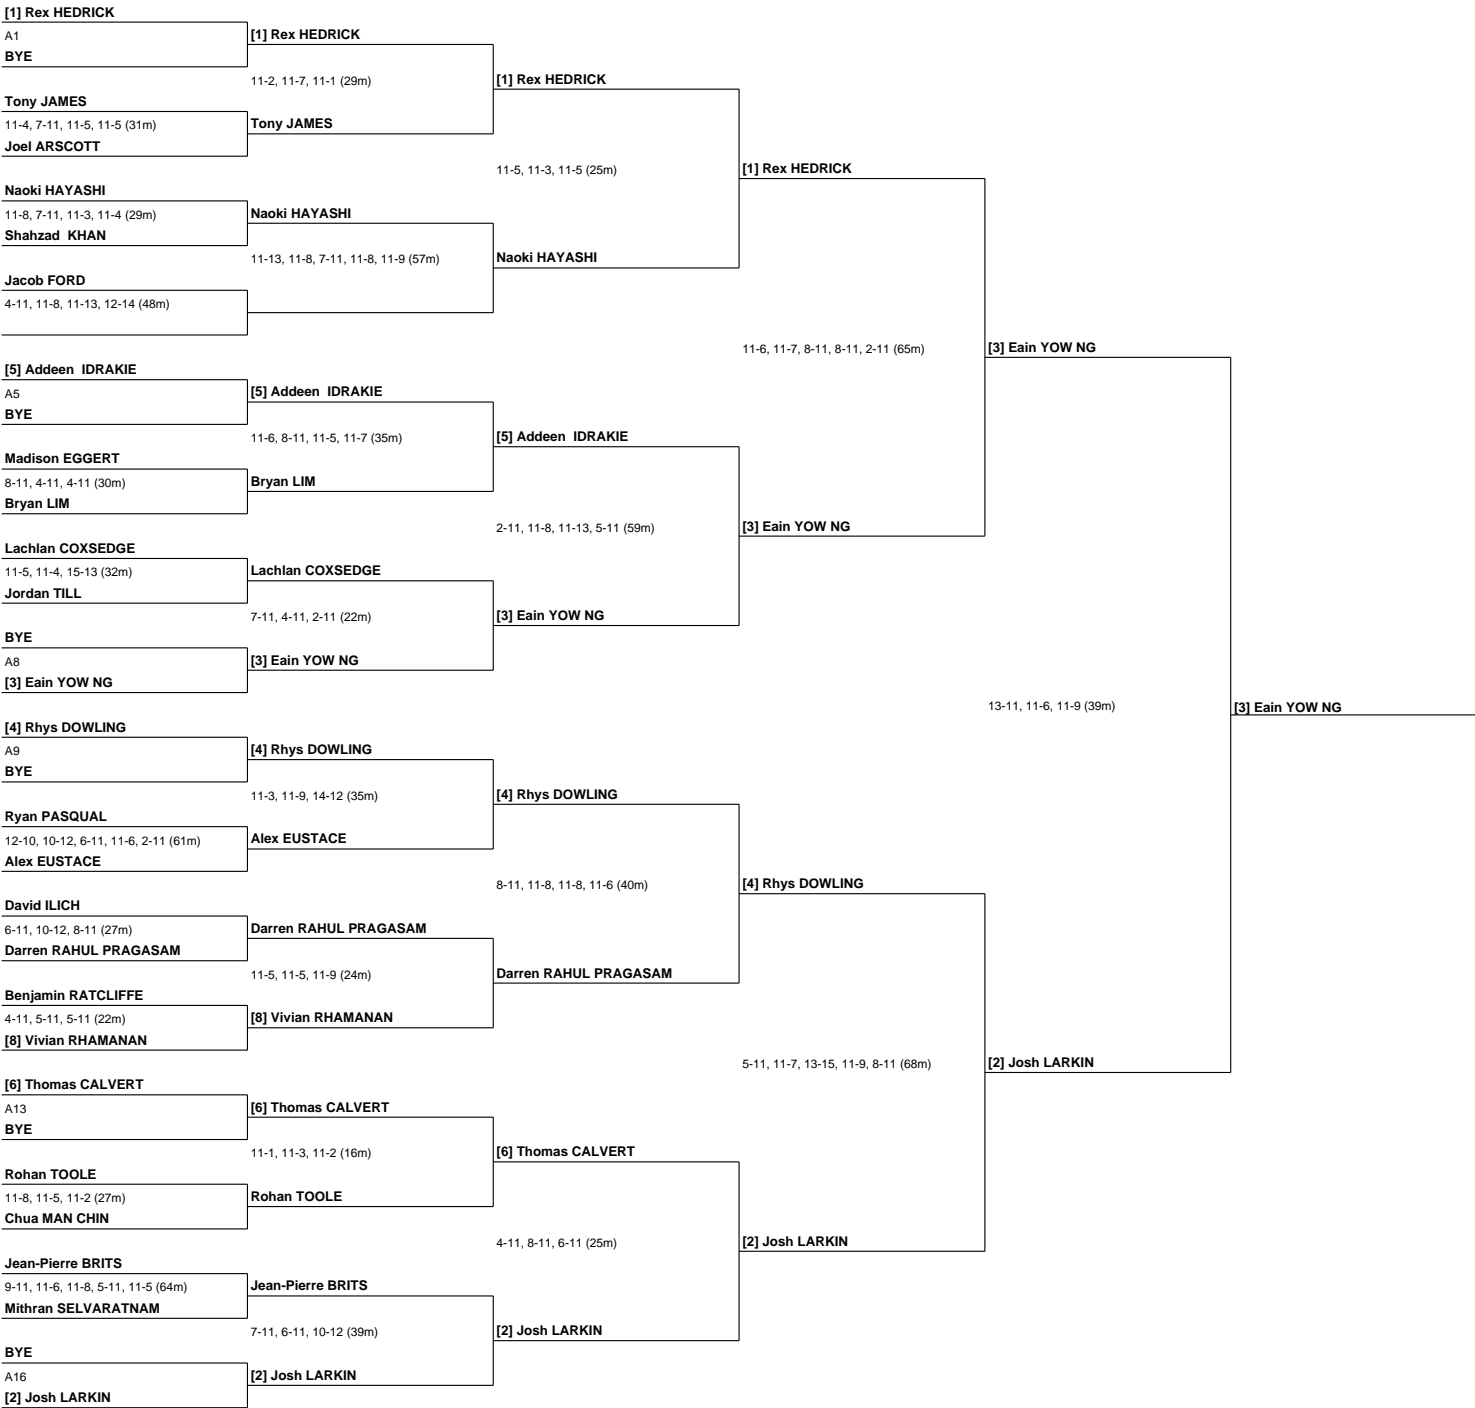 [1] Rex HEDRICK
A1
[1] Rex HEDRICK
BYE
11-2, 11-7, 11-1 (29m)
[1] Rex HEDRICK
Tony JAMES
11-4, 7-11, 11-5, 11-5 (31m)
Tony JAMES
Joel ARSCOTT
11-5, 11-3, 11-5 (25m)
[1] Rex HEDRICK
Naoki HAYASHI
11-8, 7-11, 11-3, 11-4 (29m)
Naoki HAYASHI
Shahzad KHAN
11-13, 11-8, 7-11, 11-8, 11-9 (57m)
Naoki HAYASHI
Jacob FORD
4-11, 11-8, 11-13, 12-14 (48m)
11-6, 11-7, 8-11, 8-11, 2-11 (65m)
[3] Eain YOW NG
[5] Addeen IDRAKIE
A5
[5] Addeen IDRAKIE
BYE
11-6, 8-11, 11-5, 11-7 (35m)
[5] Addeen IDRAKIE
Madison EGGERT
8-11, 4-11, 4-11 (30m)
Bryan LIM
Bryan LIM
2-11, 11-8, 11-13, 5-11 (59m)
[3] Eain YOW NG
Lachlan COXSEDGE
11-5, 11-4, 15-13 (32m)
Lachlan COXSEDGE
Jordan TILL
7-11, 4-11, 2-11 (22m)
[3] Eain YOW NG
BYE
A8
[3] Eain YOW NG
[3] Eain YOW NG
13-11, 11-6, 11-9 (39m)
[3] Eain YOW NG
[4] Rhys DOWLING
A9
[4] Rhys DOWLING
BYE
11-3, 11-9, 14-12 (35m)
[4] Rhys DOWLING
Ryan PASQUAL
12-10, 10-12, 6-11, 11-6, 2-11 (61m)
Alex EUSTACE
Alex EUSTACE
8-11, 11-8, 11-8, 11-6 (40m)
[4] Rhys DOWLING
David ILICH
6-11, 10-12, 8-11 (27m)
Darren RAHUL PRAGASAM
Darren RAHUL PRAGASAM
11-5, 11-5, 11-9 (24m)
Darren RAHUL PRAGASAM
Benjamin RATCLIFFE
4-11, 5-11, 5-11 (22m)
[8] Vivian RHAMANAN
[8] Vivian RHAMANAN
5-11, 11-7, 13-15, 11-9, 8-11 (68m)
[2] Josh LARKIN
[6] Thomas CALVERT
A13
[6] Thomas CALVERT
BYE
11-1, 11-3, 11-2 (16m)
[6] Thomas CALVERT
Rohan TOOLE
11-8, 11-5, 11-2 (27m)
Rohan TOOLE
Chua MAN CHIN
4-11, 8-11, 6-11 (25m)
[2] Josh LARKIN
Jean-Pierre BRITS
9-11, 11-6, 11-8, 5-11, 11-5 (64m)
Jean-Pierre BRITS
Mithran SELVARATNAM
7-11, 6-11, 10-12 (39m)
[2] Josh LARKIN
BYE
A16
[2] Josh LARKIN
[2] Josh LARKIN